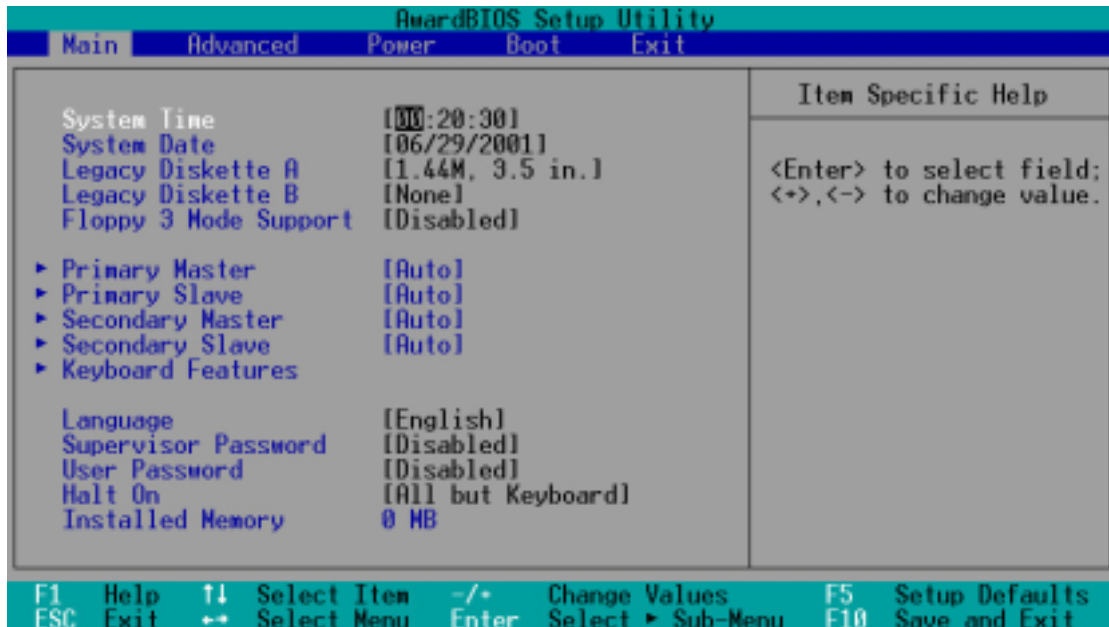 AwardBIOS Setup Utility
Main Advanced Power Boot Exit
Item Specific Help
System Time [00:20:30]
System Date [06/29/2001]
Legacy Diskette A [1.44M, 3.5 in.] <Enter> to select field;
Legacy Diskette B [None] <+>,<-> to change value.
Floppy 3 Mode Support [Disabled]
▸ Primary Master [Auto]
▸ Primary Slave [Auto]
▸ Secondary Master [Auto]
▸ Secondary Slave [Auto]
▸ Keyboard Features
Language [English]
Supervisor Password [Disabled]
User Password [Disabled]
Halt On [All but Keyboard]
Installed Memory 0 MB
F1 Help ↑↓ Select Item -/+ Change Values F5 Setup Defaults
ESC Exit ←→ Select Menu Enter Select ▸ Sub-Menu F10 Save and Exit